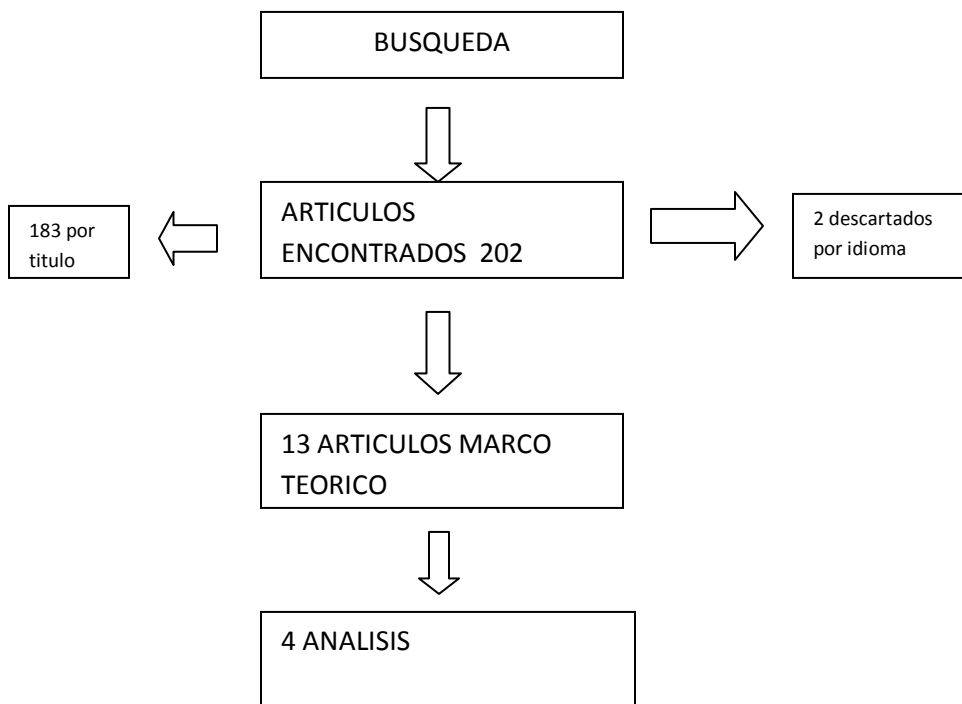 BUSQUEDA
ARTICULOS
ENCONTRADOS 202
183 por
titulo
2 descartados
por idioma
13 ARTICULOS MARCO
TEORICO
4 ANALISIS